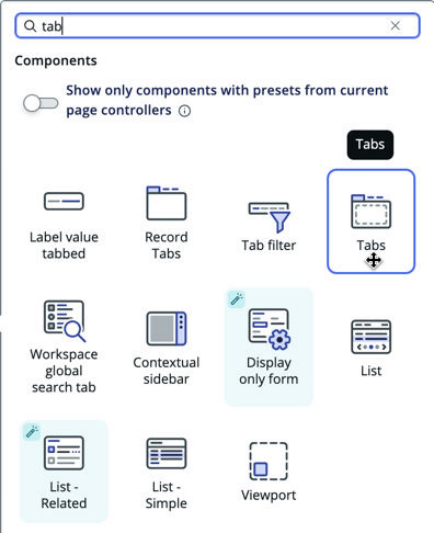 tab
Components
Show only components with presets from current
page controllers
Tabs
Label value
tabbed
Record
Tabs
Tab filter
Tabs
Workspace
global
search tab
Contextual
sidebar
Display
only form
List
List -
Related
List -
Simple
Viewport